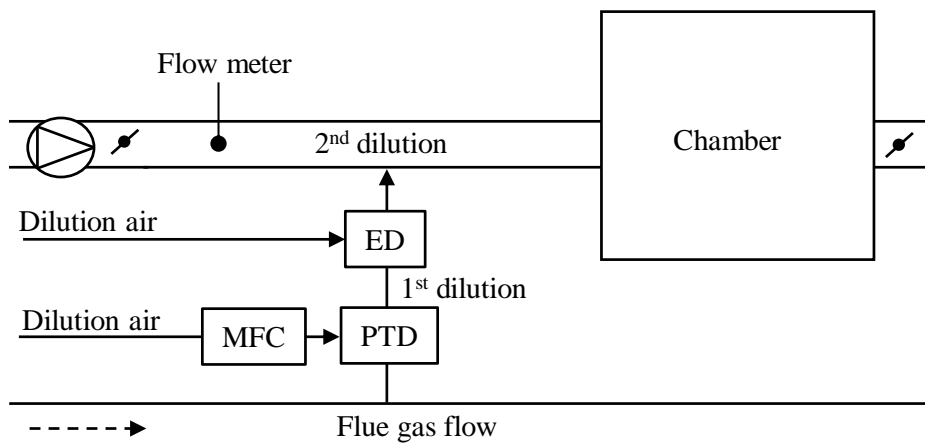 Flow meter
2nd dilution
Chamber
Dilution air
ED
1st dilution
Dilution air
MFC
PTD
Flue gas flow